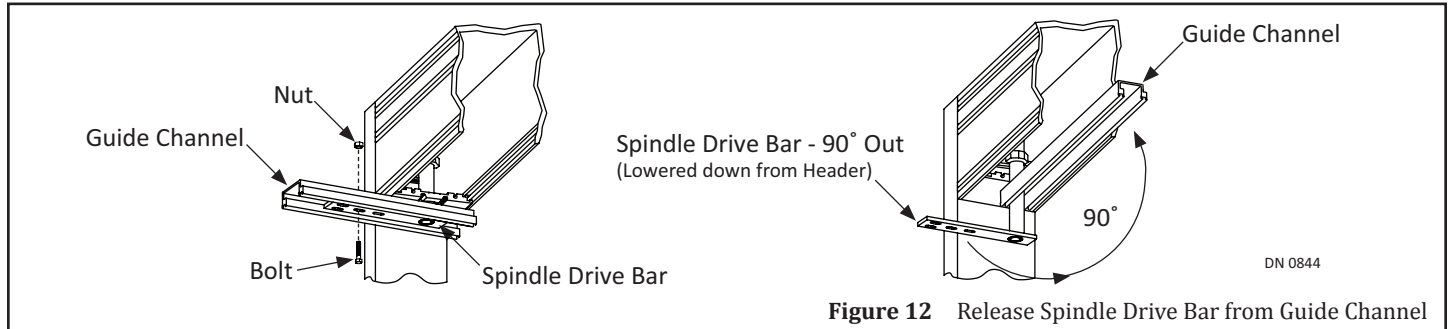 Nut
Guide Channel
Bolt
Spindle Drive Bar
Guide Channel
Spindle Drive Bar - 90˚ Out
(Lowered down from Header)
90˚
DN 0844
Figure 12 Release Spindle Drive Bar from Guide Channel